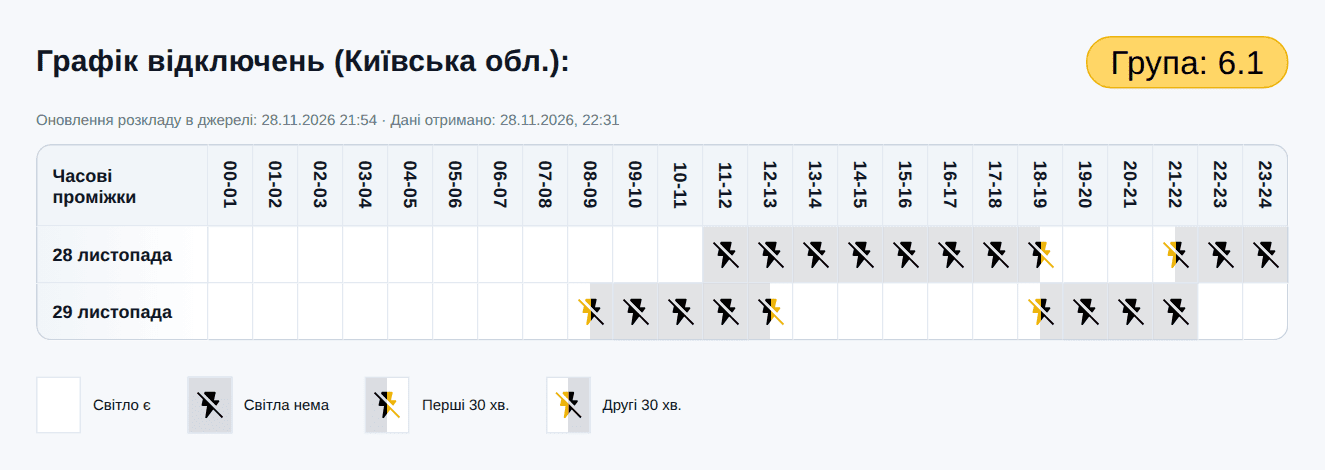 Графік відключень (Київська обл.):
Група: 6.1
Оновлення розкладу в джерелі: 28.11.2026 21:54 · Дані отримано: 28.11.2026, 22:31
Часові
проміжки
00-01
01-02
02-03
03-04
04-05
05-06
06-07
07-08
08-09
09-10
10-11
11-12
12-13
13-14
14-15
15-16
16-17
17-18
18-19
19-20
20-21
21-22
22-23
23-24
28 листопада
29 листопада
Світло є
Світла нема
Перші 30 хв.
Другі 30 хв.